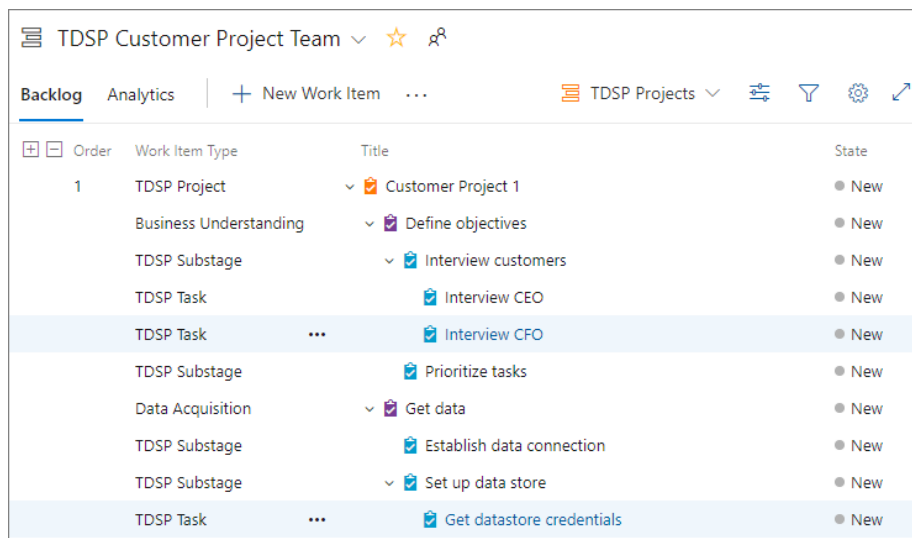 TDSP Customer Project Team
Backlog Analytics + New Work Item ... TDSP Projects
Order Work Item Type Title State
1 TDSP Project Customer Project 1 New
Business Understanding Define objectives New
TDSP Substage Interview customers New
TDSP Task Interview CEO New
TDSP Task ... Interview CFO New
TDSP Substage Prioritize tasks New
Data Acquisition Get data New
TDSP Substage Establish data connection New
TDSP Substage Set up data store New
TDSP Task ... Get datastore credentials New